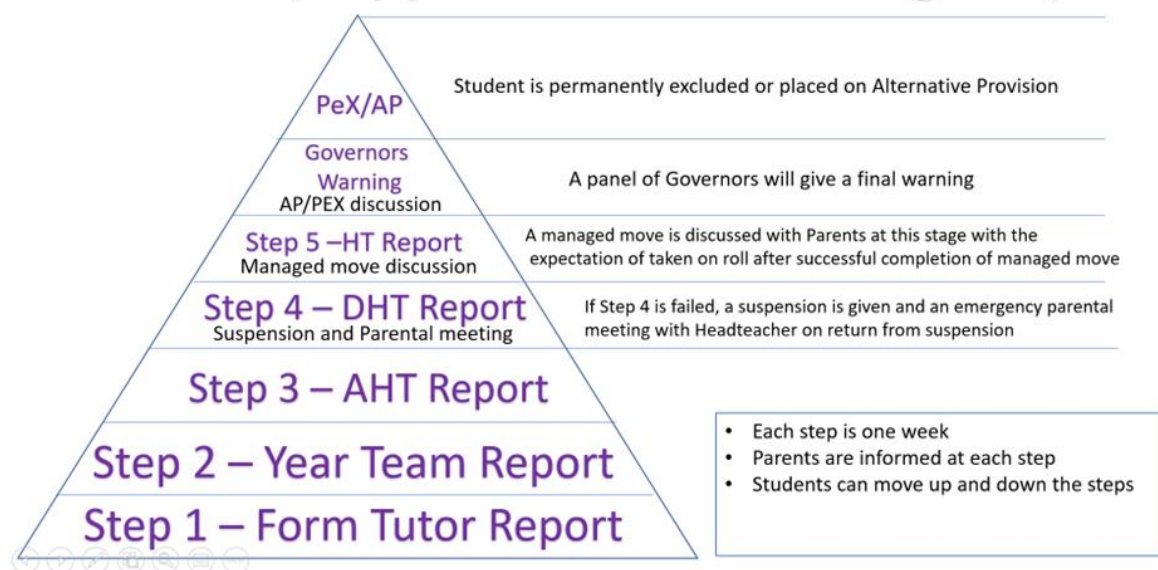 PeX/AP
Student is permanently excluded or placed on Alternative Provision
Governors
Warning
AP/PEX discussion
A panel of Governors will give a final warning
Step 5 –HT Report
Managed move discussion
A managed move is discussed with Parents at this stage with the
expectation of taken on roll after successful completion of managed move
Step 4 – DHT Report
Suspension and Parental meeting
If Step 4 is failed, a suspension is given and an emergency parental
meeting with Headteacher on return from suspension
Step 3 – AHT Report
Step 2 – Year Team Report
Step 1 – Form Tutor Report
• Each step is one week
• Parents are informed at each step
• Students can move up and down the steps